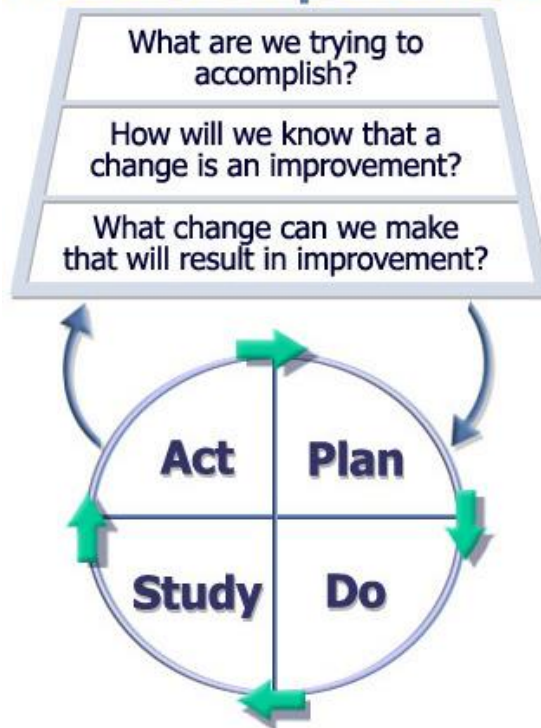 What are we trying to
accomplish?
How will we know that a
change is an improvement?
What change can we make
that will result in improvement?
Act
Plan
Study
Do